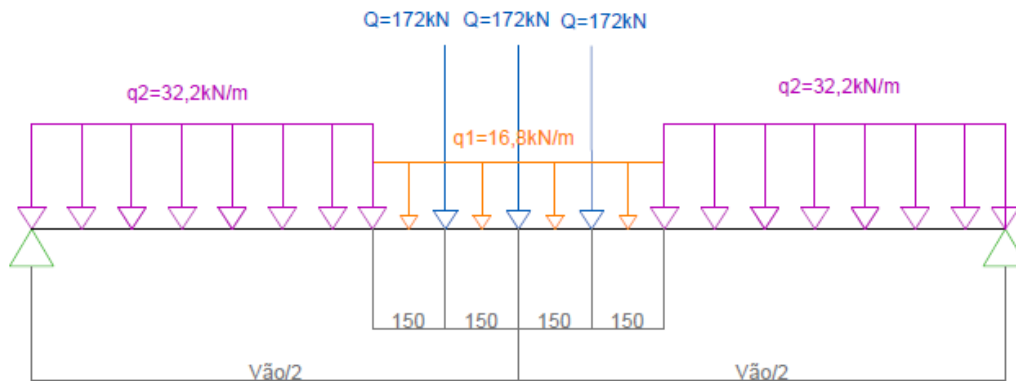 Q=172kN Q=172kN Q=172kN
q2=32,2kN/m
q2=32,2kN/m
q1=16,8kN/m
150 150 150 150
Vão/2 Vão/2